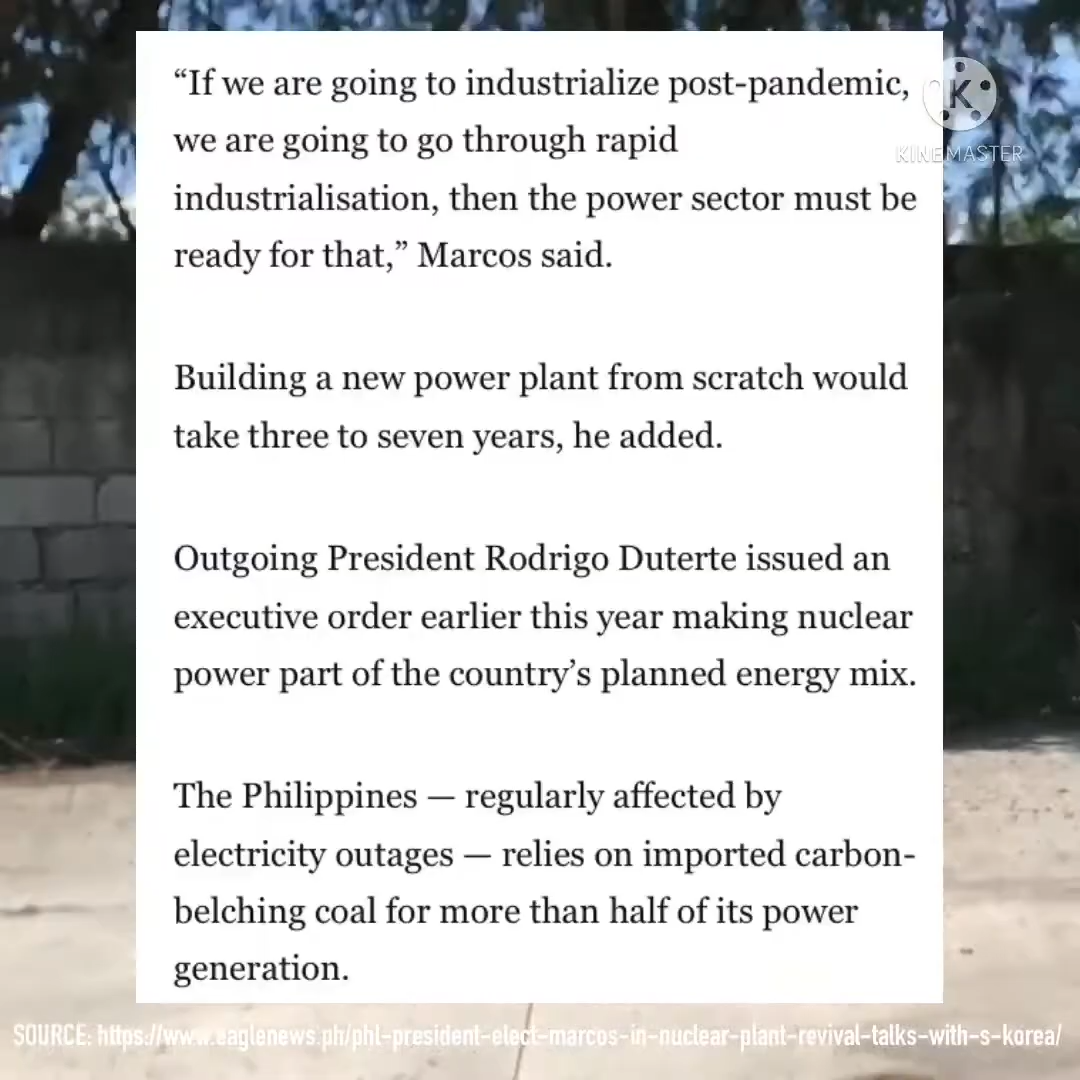 “If we are going to industrialize post-pandemic,
we are going to go through rapid
industrialisation, then the power sector must be
ready for that,” Marcos said.
Building a new power plant from scratch would
take three to seven years, he added.
Outgoing President Rodrigo Duterte issued an
executive order earlier this year making nuclear
power part of the country’s planned energy mix.
The Philippines — regularly affected by
electricity outages — relies on imported carbon-
belching coal for more than half of its power
generation.
K
KINEMASTER
SOURCE: https://www.eaglenews.ph/phl-president-elect-marcos-in-nuclear-plant-revival-talks-with-s-korea/